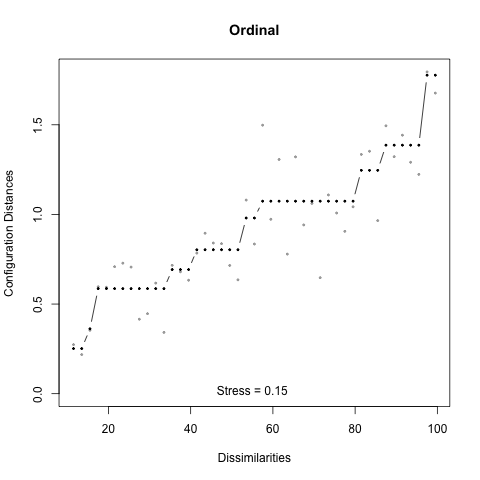 Ordinal
Configuration Distances
1.5
1.0
0.5
0.0
Stress = 0.15
20 40 60 80 100
Dissimilarities